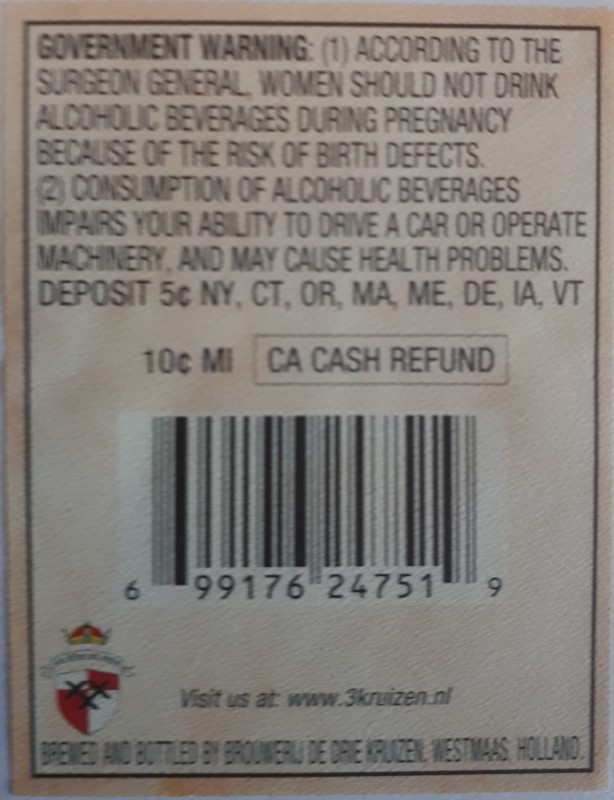 GOVERNMENT WARNING: (1) ACCORDING TO THE
SURGEON GENERAL, WOMEN SHOULD NOT DRINK
ALCOHOLIC BEVERAGES DURING PREGNANCY
BECAUSE OF THE RISK OF BIRTH DEFECTS.
(2) CONSUMPTION OF ALCOHOLIC BEVERAGES
IMPAIRS YOUR ABILITY TO DRIVE A CAR OR OPERATE
MACHINERY, AND MAY CAUSE HEALTH PROBLEMS.
DEPOSIT 5¢ NY, CT, OR, MA, ME, DE, IA, VT
10¢ MI CA CASH REFUND
6 99176 24751 9
Visit us at: www.3kruizen.nl
BREWED AND BOTTLED BY BROUWERIJ DE DRIE KRUIZEN, WESTMAAS, HOLLAND.